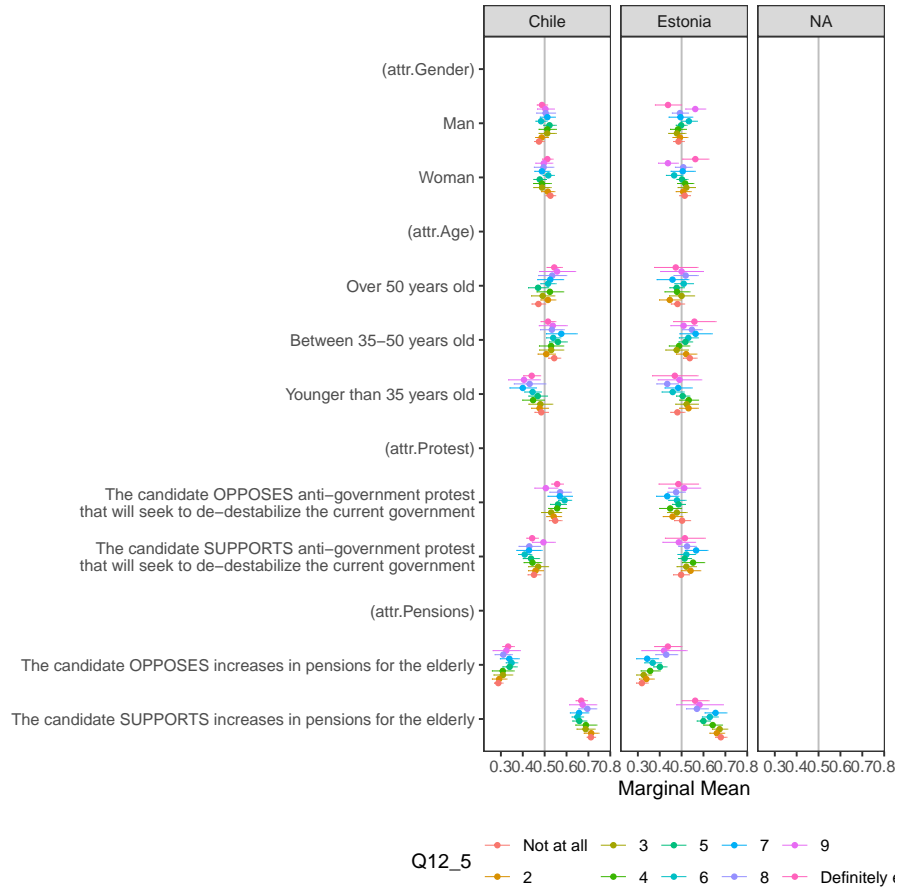 Chile Estonia NA
(attr.Gender)
Man
Woman
(attr.Age)
Over 50 years old
Between 35−50 years old
Younger than 35 years old
(attr.Protest)
The candidate OPPOSES anti−government protest
that will seek to de−destabilize the current government
The candidate SUPPORTS anti−government protest
that will seek to de−destabilize the current government
(attr.Pensions)
The candidate OPPOSES increases in pensions for the elderly
The candidate SUPPORTS increases in pensions for the elderly
0.30.40.50.60.70.8 0.30.40.50.60.70.8 0.30.40.50.60.70.8
Marginal Mean
Q12_5
Not at all 3 5 7 9
2 4 6 8 Definitely e